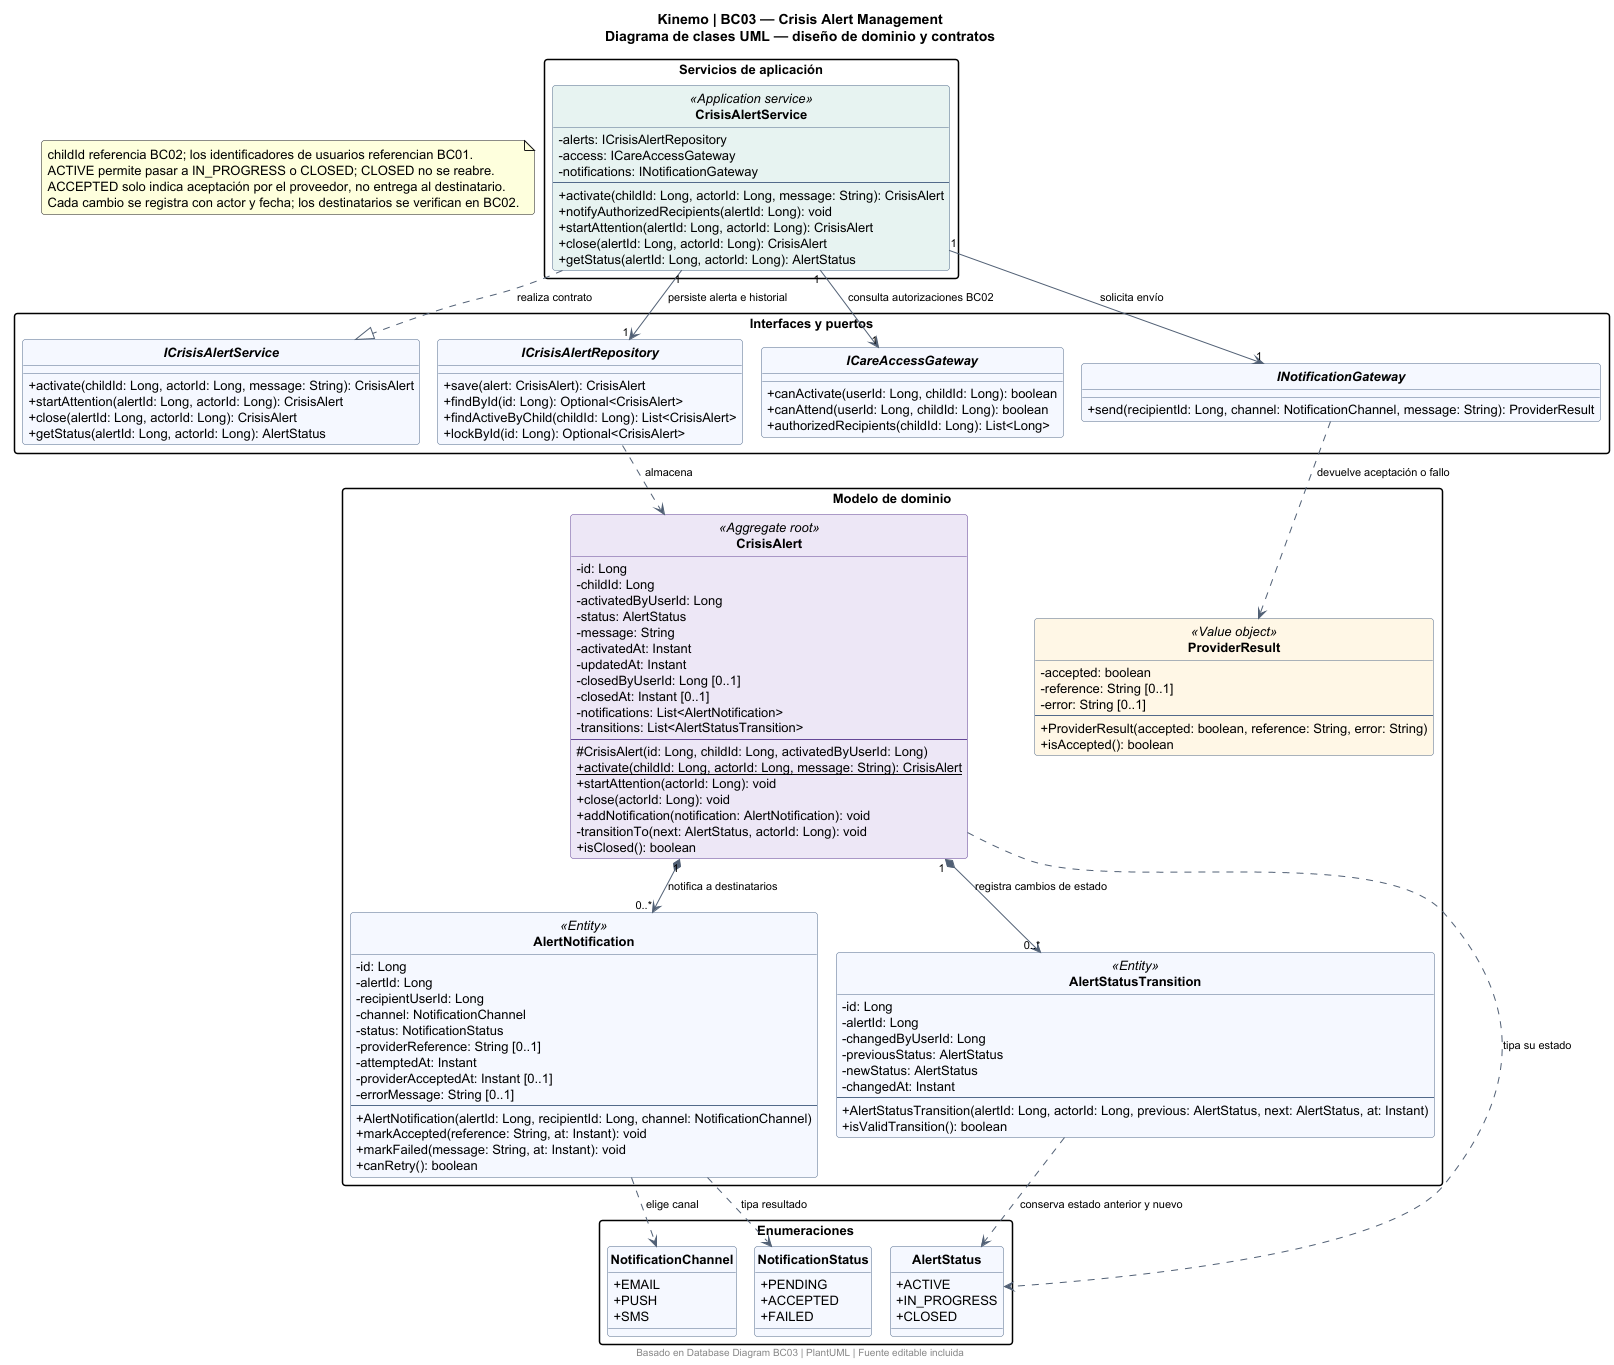 Kinemo | BC03 — Crisis Alert Management
Diagrama de clases UML — diseño de dominio y contratos
Servicios de aplicación
«Application service»
CrisisAlertService
-alerts: ICrisisAlertRepository
-access: ICareAccessGateway
-notifications: INotificationGateway
+activate(childId: Long, actorId: Long, message: String): CrisisAlert
+notifyAuthorizedRecipients(alertId: Long): void
+startAttention(alertId: Long, actorId: Long): CrisisAlert
+close(alertId: Long, actorId: Long): CrisisAlert
+getStatus(alertId: Long, actorId: Long): AlertStatus
childId referencia BC02; los identificadores de usuarios referencian BC01.
ACTIVE permite pasar a IN_PROGRESS o CLOSED; CLOSED no se reabre.
ACCEPTED solo indica aceptación por el proveedor, no entrega al destinatario.
Cada cambio se registra con actor y fecha; los destinatarios se verifican en BC02.
1
1
1
realiza contrato
persiste alerta e historial
consulta autorizaciones BC02
solicita envío
Interfaces y puertos
1
1
1
ICrisisAlertService
+activate(childId: Long, actorId: Long, message: String): CrisisAlert
+startAttention(alertId: Long, actorId: Long): CrisisAlert
+close(alertId: Long, actorId: Long): CrisisAlert
+getStatus(alertId: Long, actorId: Long): AlertStatus
ICrisisAlertRepository
+save(alert: CrisisAlert): CrisisAlert
+findById(id: Long): Optional<CrisisAlert>
+findActiveByChild(childId: Long): List<CrisisAlert>
+lockById(id: Long): Optional<CrisisAlert>
ICareAccessGateway
+canActivate(userId: Long, childId: Long): boolean
+canAttend(userId: Long, childId: Long): boolean
+authorizedRecipients(childId: Long): List<Long>
INotificationGateway
+send(recipientId: Long, channel: NotificationChannel, message: String): ProviderResult
almacena
devuelve aceptación o fallo
Modelo de dominio
«Aggregate root»
CrisisAlert
-id: Long
-childId: Long
-activatedByUserId: Long
-status: AlertStatus
-message: String
-activatedAt: Instant
-updatedAt: Instant
-closedByUserId: Long [0..1]
-closedAt: Instant [0..1]
-notifications: List<AlertNotification>
-transitions: List<AlertStatusTransition>
#CrisisAlert(id: Long, childId: Long, activatedByUserId: Long)
+activate(childId: Long, actorId: Long, message: String): CrisisAlert
+startAttention(actorId: Long): void
+close(actorId: Long): void
+addNotification(notification: AlertNotification): void
-transitionTo(next: AlertStatus, actorId: Long): void
+isClosed(): boolean
«Value object»
ProviderResult
-accepted: boolean
-reference: String [0..1]
-error: String [0..1]
+ProviderResult(accepted: boolean, reference: String, error: String)
+isAccepted(): boolean
1
1
notifica a destinatarios
registra cambios de estado
0..*
0..*
«Entity»
AlertNotification
-id: Long
-alertId: Long
-recipientUserId: Long
-channel: NotificationChannel
-status: NotificationStatus
-providerReference: String [0..1]
-attemptedAt: Instant
-providerAcceptedAt: Instant [0..1]
-errorMessage: String [0..1]
+AlertNotification(alertId: Long, recipientId: Long, channel: NotificationChannel)
+markAccepted(reference: String, at: Instant): void
+markFailed(message: String, at: Instant): void
+canRetry(): boolean
«Entity»
AlertStatusTransition
-id: Long
-alertId: Long
-changedByUserId: Long
-previousStatus: AlertStatus
-newStatus: AlertStatus
-changedAt: Instant
+AlertStatusTransition(alertId: Long, actorId: Long, previous: AlertStatus, next: AlertStatus, at: Instant)
+isValidTransition(): boolean
tipa su estado
elige canal
tipa resultado
conserva estado anterior y nuevo
Enumeraciones
NotificationChannel
+EMAIL
+PUSH
+SMS
NotificationStatus
+PENDING
+ACCEPTED
+FAILED
AlertStatus
+ACTIVE
+IN_PROGRESS
+CLOSED
Basado en Database Diagram BC03 | PlantUML | Fuente editable incluida